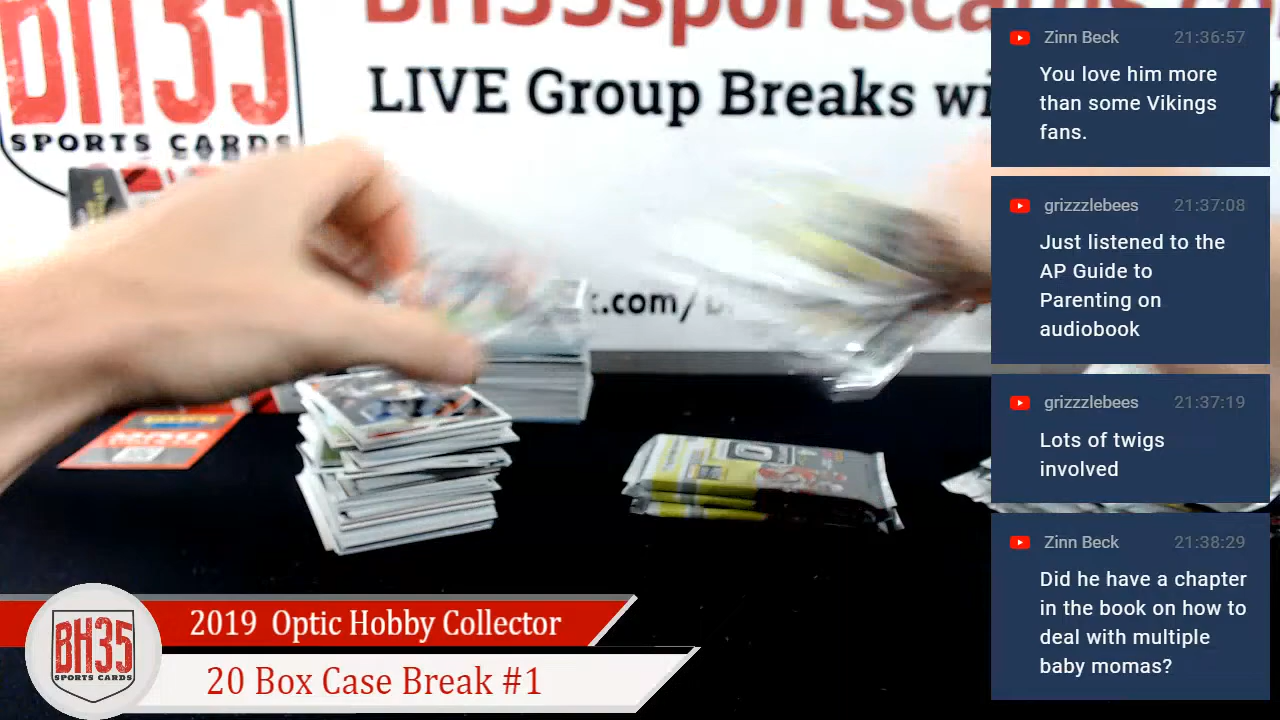 BH35
SPORTS CARDS
BH35sportscards.com
LIVE Group Breaks wi
k.com/
Zinn Beck 21:36:57
You love him more
than some Vikings
fans.
grizzzlebees 21:37:08
Just listened to the
AP Guide to
Parenting on
audiobook
grizzzlebees 21:37:19
Lots of twigs
involved
Zinn Beck 21:38:29
Did he have a chapter
in the book on how to
deal with multiple
baby momas?
2019 Optic Hobby Collector
20 Box Case Break #1
BH35
SPORTS CARDS